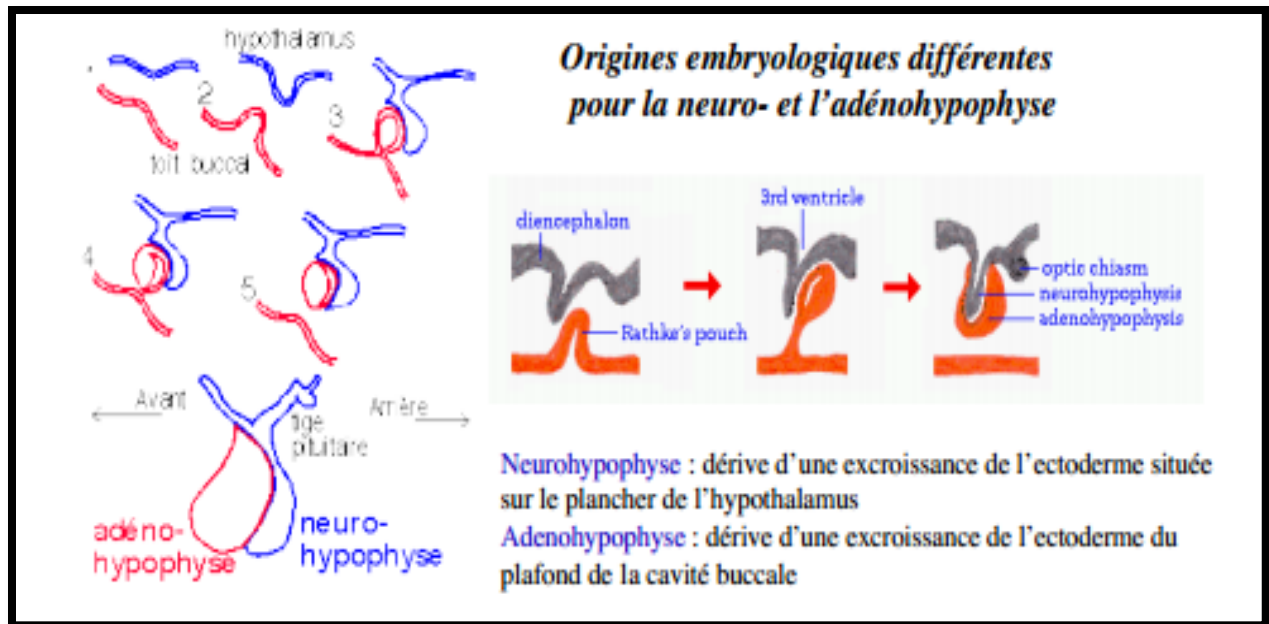 hypothalamus
1
2
3
toit buccal
4
5
Avant
Arrière
tige
pituitaire
adéno-
hypophyse
neuro-
hypophyse
Origines embryologiques différentes
pour la neuro- et l'adénohypophyse
diencephalon
3rd ventricle
Rathke's pouch
optic chiasm
neurohypophysis
adenohypophysis
Neurohypophyse : dérive d'une excroissance de l'ectoderme située
sur le plancher de l'hypothalamus
Adenohypophyse : dérive d'une excroissance de l'ectoderme du
plafond de la cavité buccale